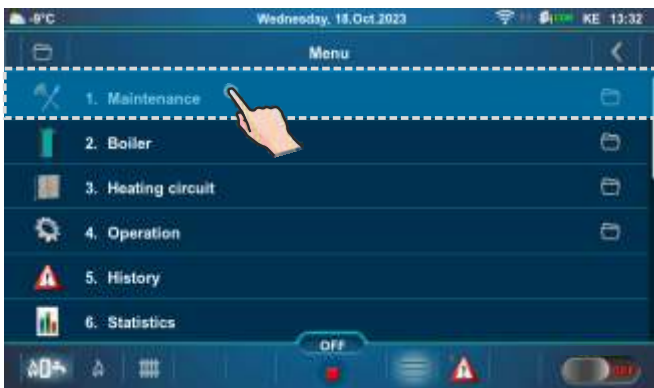 -9°C Wednesday, 18.Oct.2023 KE 13:32
Menu
1. Maintenance
2. Boiler
3. Heating circuit
4. Operation
5. History
6. Statistics
OFF
OFF